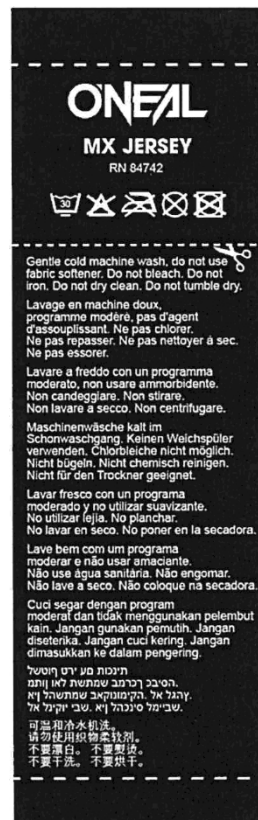 ONEAL
MX JERSEY
RN 84742
30
Gentle cold machine wash, do not use
fabric softener. Do not bleach. Do not
iron. Do not dry clean. Do not tumble dry.
Lavage en machine doux,
programme modéré, pas d'agent
d'assouplissant. Ne pas chlorer.
Ne pas repasser. Ne pas nettoyer à sec.
Ne pas essorer.
Lavare a freddo con un programma
moderato, non usare ammorbidente.
Non candeggiare. Non stirare.
Non lavare a secco. Non centrifugare.
Maschinenwäsche kalt im
Schonwaschgang. Keinen Weichspüler
verwenden. Chlorbleiche nicht möglich.
Nicht bügeln. Nicht chemisch reinigen.
Nicht für den Trockner geeignet.
Lavar fresco con un programa
moderado y no utilizar suavizante.
No utilizar lejía. No planchar.
No lavar en seco. No poner en la secadora.
Lave bem com um programa
moderar e não usar amaciante.
Não use água sanitária. Não engomar.
Não lave a seco. Não coloque na secadora.
Cuci segar dengan program
moderat dan tidak menggunakan pelembut
kain. Jangan gunakan pemutih. Jangan
diseterika. Jangan cuci kering. Jangan
dimasukkan ke dalam pengering.
תינכות םע ירט ףוטשל
可温和冷水机洗。
请勿使用织物柔软剂。
不要漂白。 不要熨烫。
不要干洗。 不要烘干。